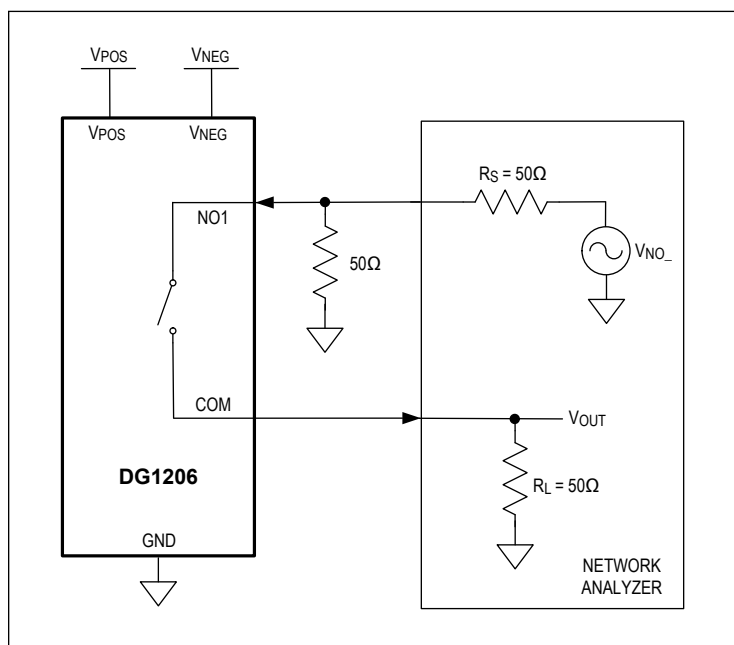 VPOS
VNEG
VPOS
VNEG
RS = 50Ω
NO1
50Ω
VNO_
COM
VOUT
DG1206
RL = 50Ω
GND
NETWORK
ANALYZER